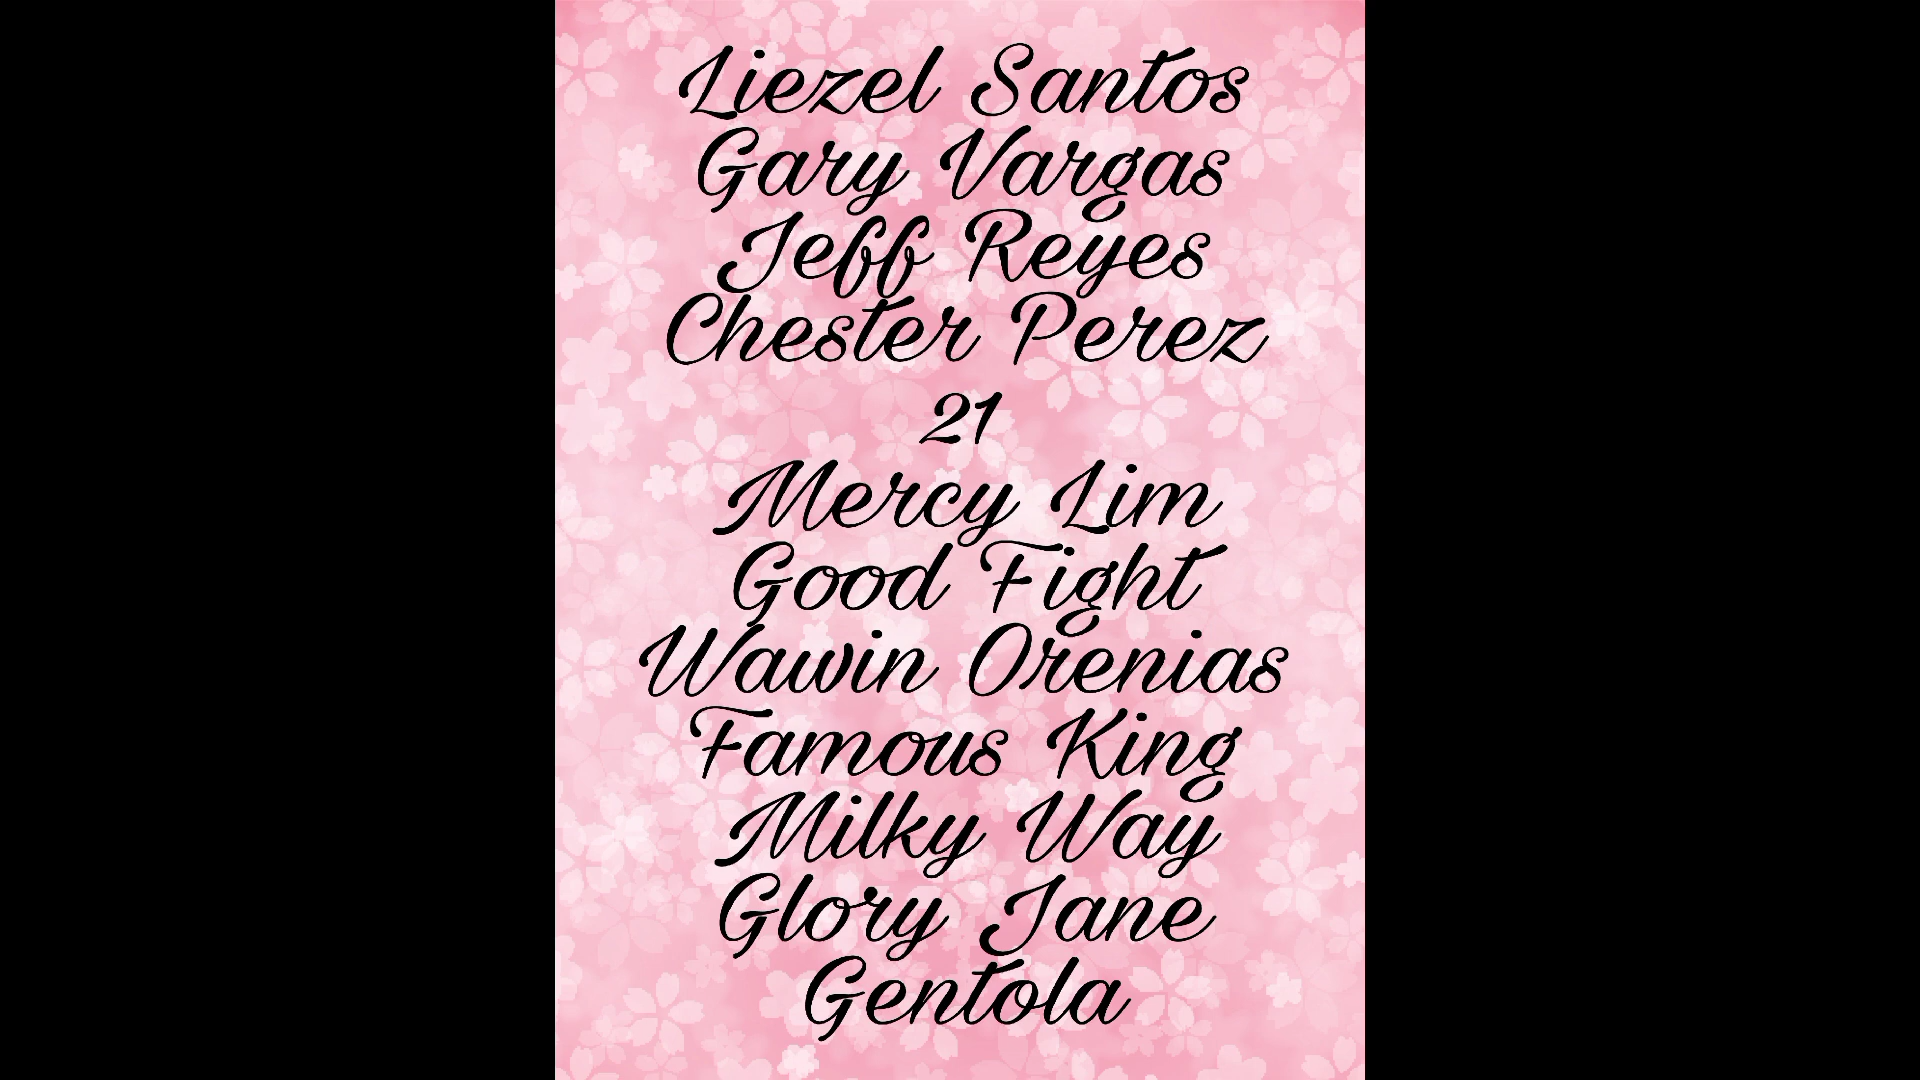 Liezel Santos
Gary Vargas
Jeff Reyes
Chester Perez
21
Mercy Lim
Good Fight
Wawin Orenias
Famous King
Milky Way
Glory Jane
Gentola